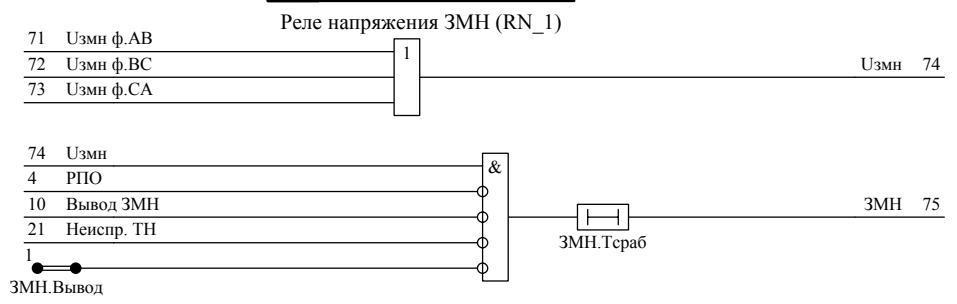 Реле напряжения ЗМН (RN_1)
71 Uзмн ф.АВ
72 Uзмн ф.ВС
73 Uзмн ф.СА
1
Uзмн 74
74 Uзмн
4 РПО
10 Вывод ЗМН
21 Неиспр. ТН
1
ЗМН.Вывод
&
ЗМН.Тсраб
ЗМН 75